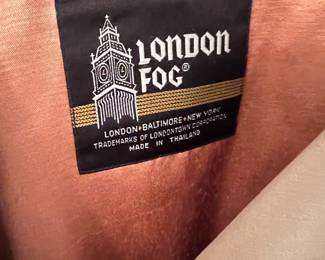 LONDON
FOG®
LONDON • BALTIMORE • NEW YORK
TRADEMARKS OF LONDONTOWN CORPORATION
MADE IN THAILAND